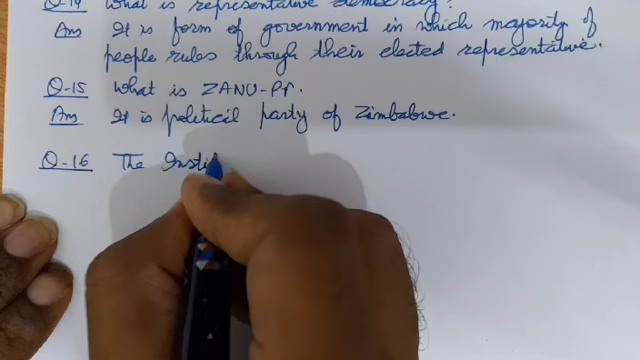 Q-14 What is representative democracy?
Ans It is form of government in which majority of
people rules through their elected representative.
Q-15 What is ZANU-PF.
Ans It is political party of Zimbabwe.
Q-16 The Insti